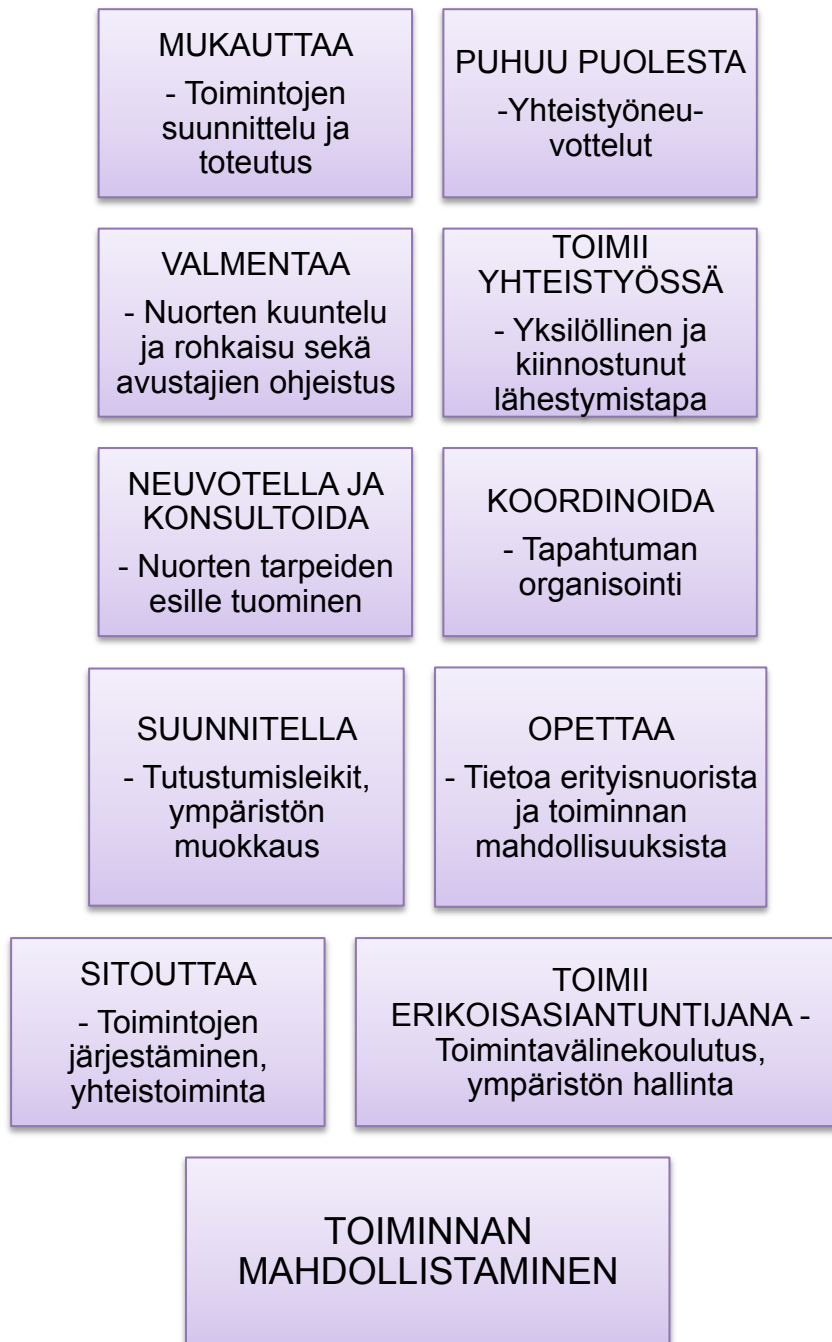 MUKAUTTAA
- Toimintojen
suunnittelu ja
toteutus
PUHUU PUOLESTA
-Yhteistyöneu-
vottelut
VALMENTAA
- Nuorten kuuntelu
ja rohkaisu sekä
avustajien ohjeistus
TOIMII
YHTEISTYÖSSÄ
- Yksilöllinen ja
kiinnostunut
lähestymistapa
NEUVOTELLA JA
KONSULTOIDA
- Nuorten tarpeiden
esille tuominen
KOORDINOIDA
- Tapahtuman
organisointi
SUUNNITELLA
- Tutustumisleikit,
ympäristön
muokkaus
OPETTAA
- Tietoa erityisnuorista
ja toiminnan
mahdollisuuksista
SITOUTTAA
- Toimintojen
järjestäminen,
yhteistoiminta
TOIMII
ERIKOISASIANTUNTIJANA -
Toimintavälinekoulutus,
ympäristön hallinta
TOIMINNAN
MAHDOLLISTAMINEN